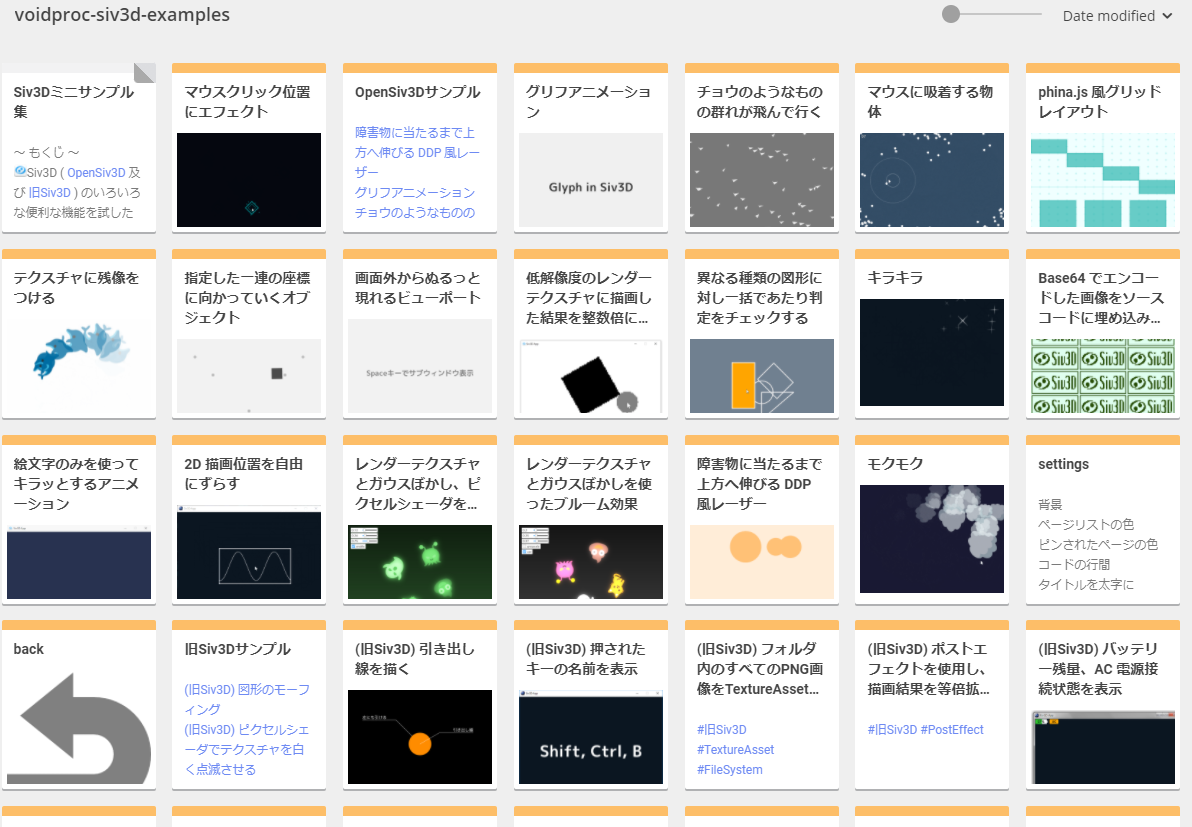 voidproc-siv3d-examples
Date modified
Siv3Dミニサンプル
集
～ もくじ ～
Siv3D ( OpenSiv3D 及
び 旧Siv3D ) のいろいろ
な便利な機能を試した
マウスクリック位置
にエフェクト
OpenSiv3Dサンプル
障害物に当たるまで上
方へ伸びる DDP 風レー
ザー
グリフアニメーション
チョウのようなものの
グリフアニメーショ
ン
Glyph in Siv3D
チョウのようなもの
の群れが飛んで行く
マウスに吸着する物
体
phina.js 風グリッド
レイアウト
テクスチャに残像を
つける
指定した一連の座標
に向かっていくオブ
ジェクト
画面外からぬるっと
現れるビューポート
Spaceキーでサブウィンドウ表示
低解像度のレンダー
テクスチャに描画し
た結果を整数倍に...
異なる種類の図形に
対し一括であたり判
定をチェックする
キラキラ
Base64 でエンコー
ドした画像をソース
コードに埋め込み...
Siv3D Siv3D Siv3D
Siv3D Siv3D Siv3D
Siv3D Siv3D Siv3D
絵文字のみを使って
キラッとするアニメ
ーション
2D 描画位置を自由
にずらす
レンダーテクスチャ
とガウスぼかし、ピ
クセルシェーダを...
レンダーテクスチャ
とガウスぼかしを使
ったブルーム効果
障害物に当たるまで
上方へ伸びる DDP
風レーザー
モクモク
settings
背景
ページリストの色
ピンされたページの色
コードの行間
タイトルを太字に
back
旧Siv3Dサンプル
(旧Siv3D) 図形のモーフ
ィング
(旧Siv3D) ピクセルシェ
ーダでテクスチャを白
く点滅させる
(旧Siv3D) 引き出し
線を描く
(旧Siv3D) 押された
キーの名前を表示
Shift, Ctrl, B
(旧Siv3D) フォルダ
内のすべてのPNG画
像をTextureAsset...
#旧Siv3D
#TextureAsset
#FileSystem
(旧Siv3D) ポストエ
フェクトを使用し、
描画結果を等倍拡...
#旧Siv3D #PostEffect
(旧Siv3D) バッテリ
ー残量、AC 電源接
続状態を表示